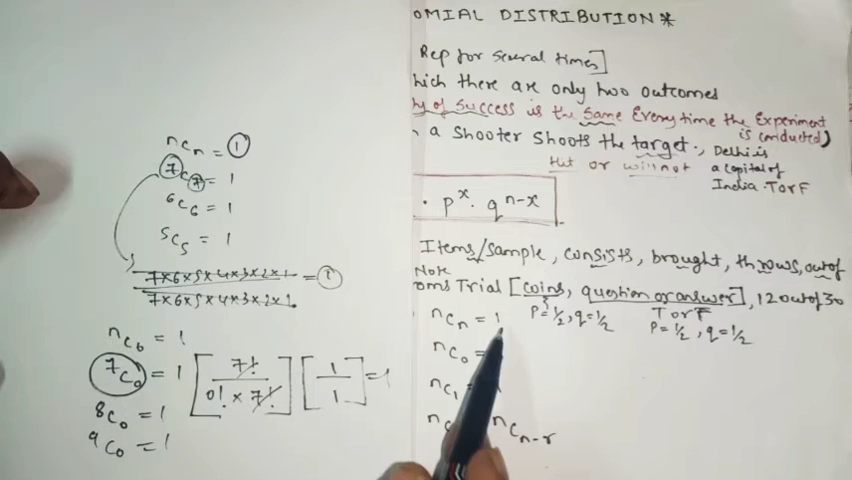 OMIAL DISTRIBUTION*
Rep for several times]
hich there are only two outcomes
ty of success is the same Every time the Experiment
is conducted)
a Shooter Shoots the target., Delhi is
Hit or will not a capital of
India. T or F
. p^x . q^n-x
Items/sample, consists, brought, throws, out of
Note
oms Trial [coins, question or answer], 12 out of 30
P=1/2, q=1/2 T or F
P=1/2, q=1/2
nCn = 1
nC0 =
nC1 =
nC nCn-r
nCn = 1
7C7 = 1
6C6 = 1
5C5 = 1
7×6×5×4×3×2×1 = 1
7×6×5×4×3×2×1
nC0 = 1
7C0 = 1 [7!/0!×7!] [1/1] = 1
8C0 = 1
9C0 = 1